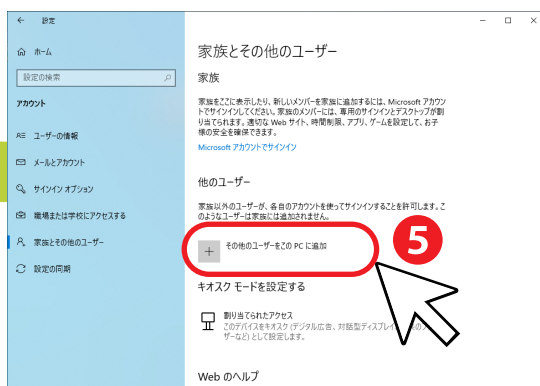 設定
ホーム
設定の検索
アカウント
ユーザーの情報
メールとアカウント
サインイン オプション
職場または学校にアクセスする
家族とその他のユーザー
設定の同期
家族とその他のユーザー
家族
家族をここに表示したり、新しいメンバーを家族に追加するには、Microsoft アカウン
トでサインインしてください。家族のメンバーには、専用のサインインとデスクトップが割
り当てられます。適切な Web サイト、時間制限、アプリ、ゲームを設定して、お子
様の安全を確保できます。
Microsoft アカウントでサインイン
他のユーザー
家族以外のユーザーが、各自のアカウントを使ってサインインすることを許可します。こ
のようなユーザーは家族には追加されません。
その他のユーザーをこの PC に追加
5
キオスク モードを設定する
割り当てられたアクセス
このデバイスをキオスク (デジタル広告、対話型ディスプレイ
ザーなど) として設定します。
Web のヘルプ